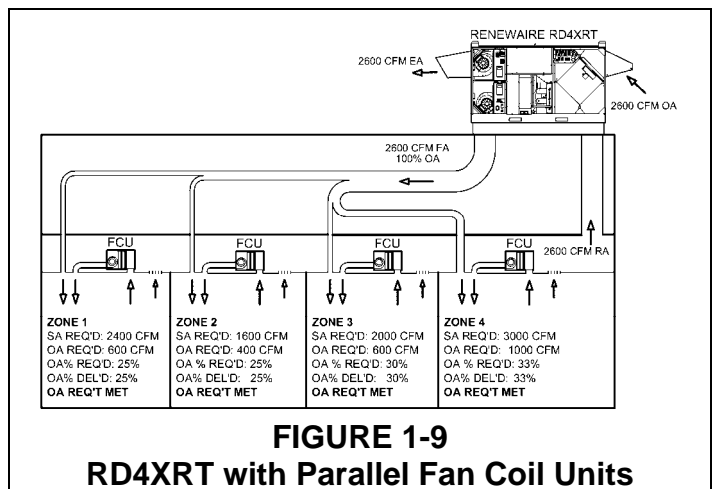 RENEWAIRE RD4XRT
2600 CFM EA
2600 CFM OA
2600 CFM FA
100% OA
FCU
FCU
FCU
FCU
2600 CFM RA
ZONE 1
SA REQ'D: 2400 CFM
OA REQ'D: 600 CFM
OA% REQ'D: 25%
OA% DEL'D: 25%
OA REQ'T MET
ZONE 2
SA REQ'D: 1600 CFM
OA REQ'D: 400 CFM
OA % REQ'D: 25%
OA% DEL'D: 25%
OA REQ'T MET
ZONE 3
SA REQ'D: 2000 CFM
OA REQ'D: 600 CFM
OA % REQ'D: 30%
OA% DEL'D: 30%
OA REQ'T MET
ZONE 4
SA REQ'D: 3000 CFM
OA REQ'D: 1000 CFM
OA % REQ'D: 33%
OA% DEL'D: 33%
OA REQ'T MET
FIGURE 1-9
RD4XRT with Parallel Fan Coil Units